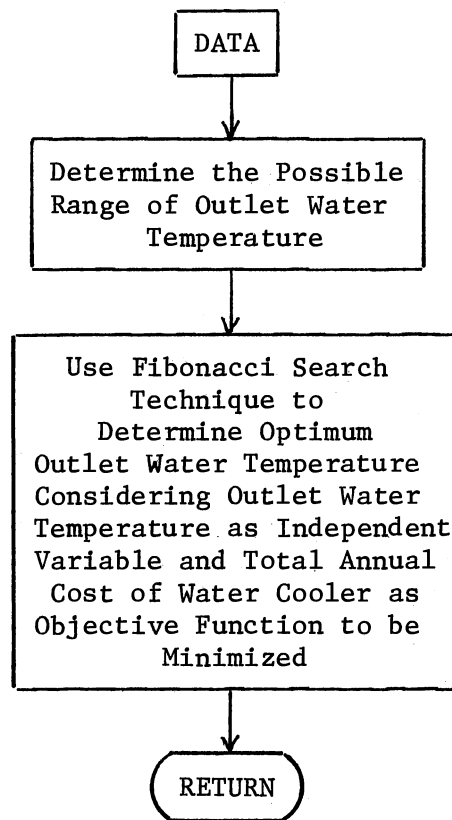 DATA
Determine the Possible
Range of Outlet Water
Temperature
Use Fibonacci Search
Technique to
Determine Optimum
Outlet Water Temperature
Considering Outlet Water
Temperature as Independent
Variable and Total Annual
Cost of Water Cooler as
Objective Function to be
Minimized
RETURN